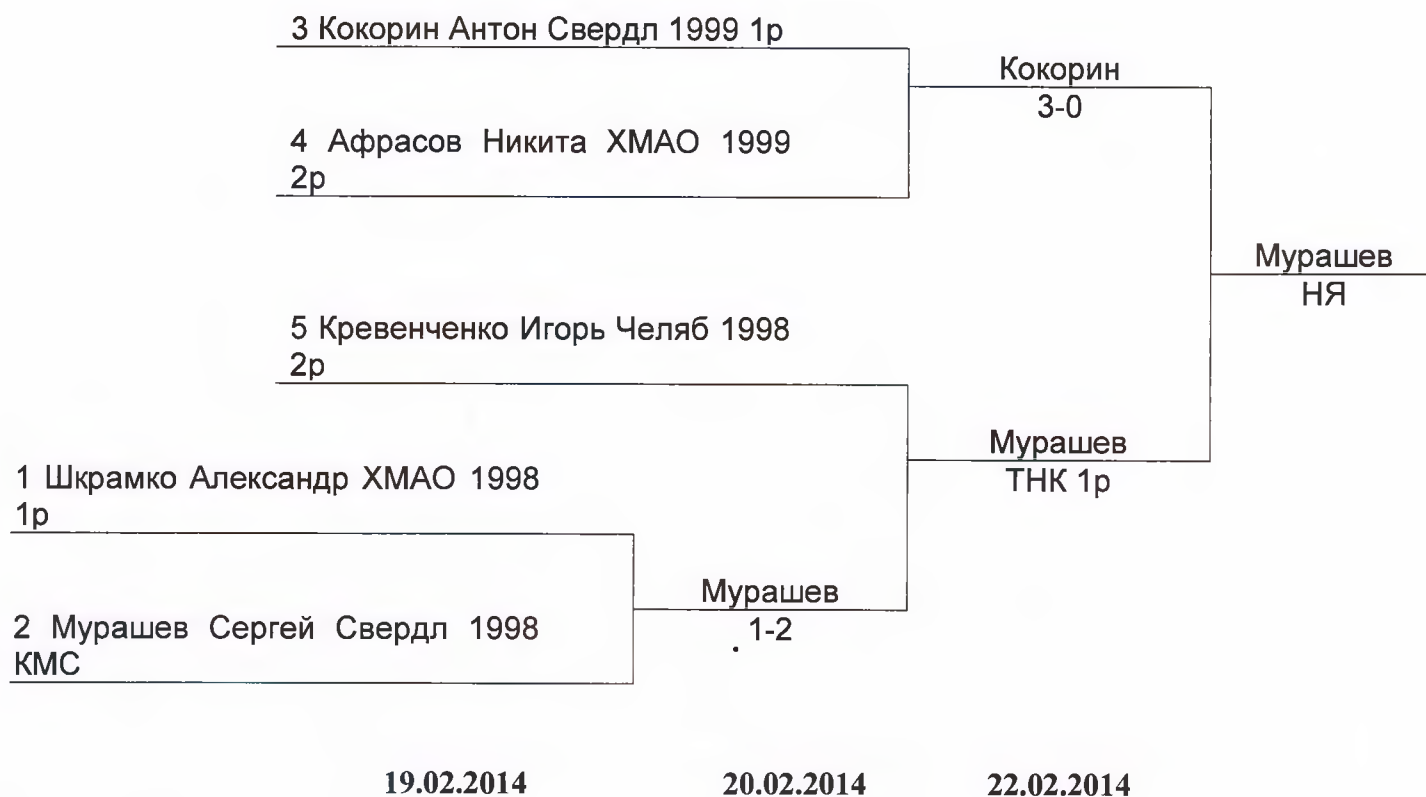 3 Кокорин Антон Свердл 1999 1р
Кокорин
3-0
4 Афрасов Никита ХМАО 1999
2р
Мурашев
НЯ
5 Кревенченко Игорь Челяб 1998
2р
Мурашев
ТНК 1р
1 Шкрамко Александр ХМАО 1998
1р
Мурашев
1-2
2 Мурашев Сергей Свердл 1998
КМС
19.02.2014 20.02.2014 22.02.2014